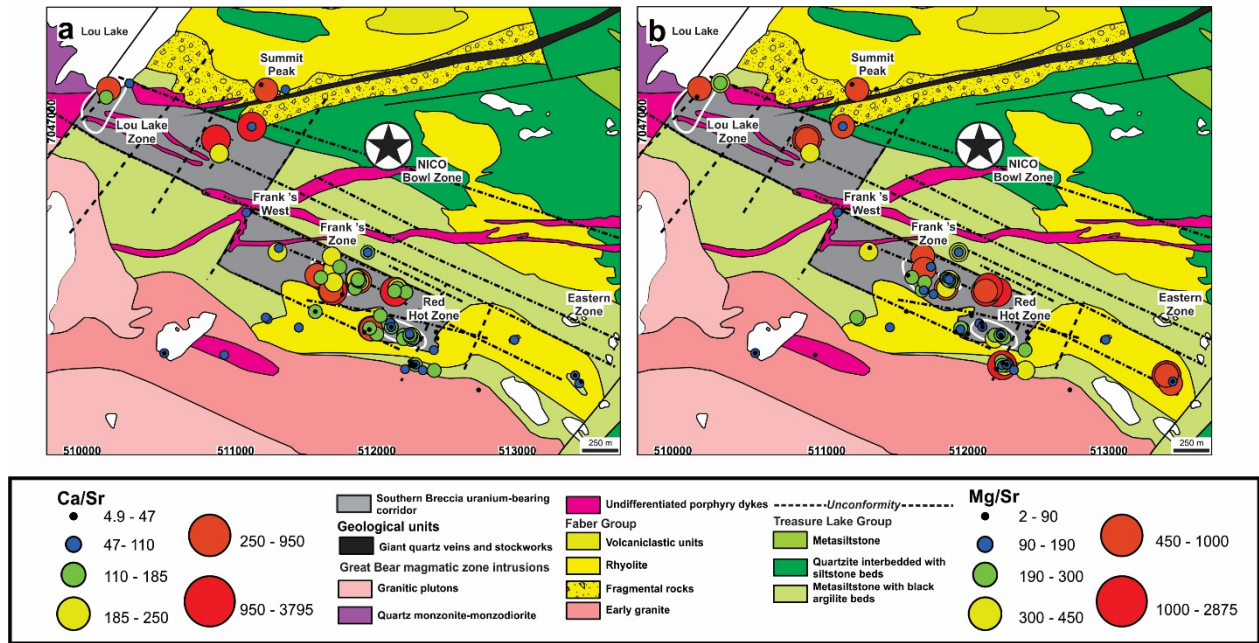 a
Lou Lake
Summit
Peak
7047000
Lou Lake
Zone
NICO
Bowl Zone
Frank 's
West
Frank 's
Zone
Red
Hot Zone
Eastern
Zone
510000
511000
512000
513000
250 m
b
Lou Lake
Summit
Peak
7047000
Lou Lake
Zone
NICO
Bowl Zone
Frank 's
West
Frank 's
Zone
Red
Hot Zone
Eastern
Zone
510000
511000
512000
513000
250 m
Ca/Sr
4.9 - 47
47- 110
110 - 185
185 - 250
250 - 950
950 - 3795
Southern Breccia uranium-bearing
corridor
Geological units
Giant quartz veins and stockworks
Great Bear magmatic zone intrusions
Granitic plutons
Quartz monzonite-monzodiorite
Undifferentiated porphyry dykes
Faber Group
Volcaniclastic units
Rhyolite
Fragmental rocks
Early granite
Unconformity
Treasure Lake Group
Metasiltstone
Quartzite interbedded with
siltstone beds
Metasiltstone with black
argilite beds
Mg/Sr
2 - 90
90 - 190
190 - 300
300 - 450
450 - 1000
1000 - 2875